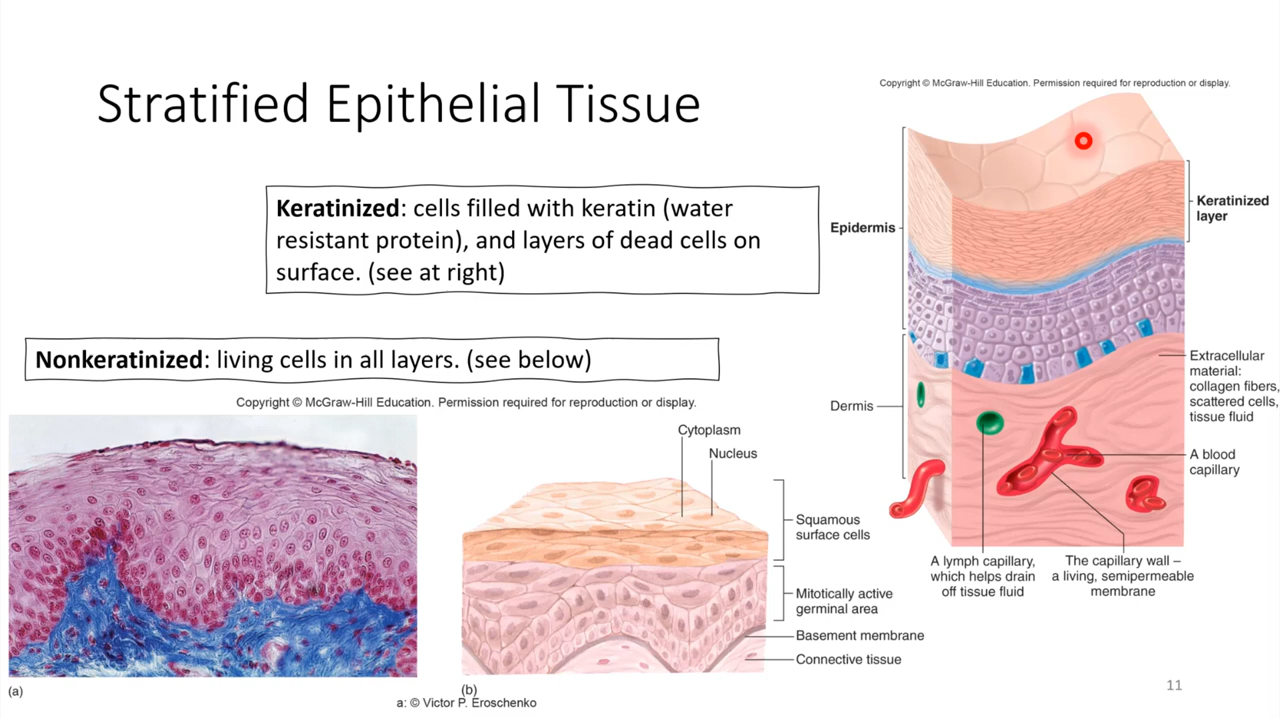 Stratified Epithelial Tissue
Keratinized: cells filled with keratin (water
resistant protein), and layers of dead cells on
surface. (see at right)
Nonkeratinized: living cells in all layers. (see below)
Copyright © McGraw-Hill Education. Permission required for reproduction or display.
Cytoplasm
Nucleus
Squamous
surface cells
Mitotically active
germinal area
Basement membrane
Connective tissue
(a)
(b)
a: © Victor P. Eroschenko
Copyright © McGraw-Hill Education. Permission required for reproduction or display.
Epidermis
Keratinized
layer
Dermis
Extracellular
material:
collagen fibers,
scattered cells,
tissue fluid
A blood
capillary
A lymph capillary,
which helps drain
off tissue fluid
The capillary wall –
a living, semipermeable
membrane
11